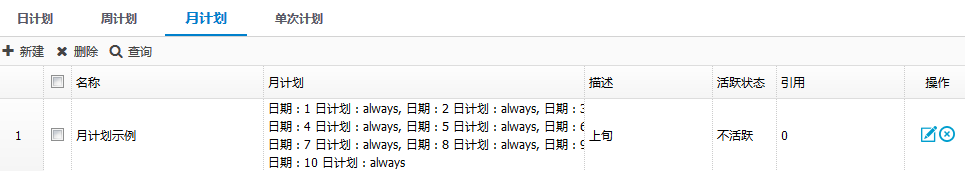 日计划 周计划 月计划 单次计划
新建 删除 查询
名称 月计划 描述 活跃状态 引用 操作
日期：1 日计划：always, 日期：2 日计划：always, 日期：3
日期：4 日计划：always, 日期：5 日计划：always, 日期：6
1 月计划示例 上旬 不活跃 0
日期：7 日计划：always, 日期：8 日计划：always, 日期：9
日期：10 日计划：always